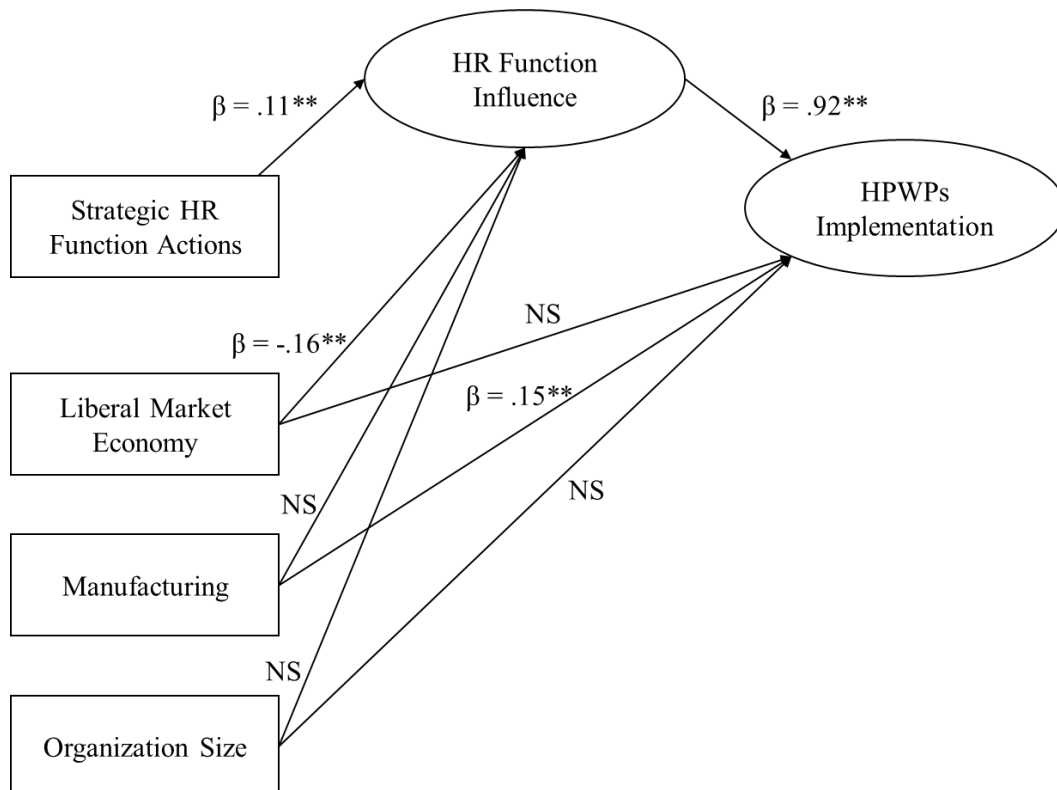 HR Function
Influence
β = .11**
β = .92**
HPWPs
Implementation
Strategic HR
Function Actions
NS
β = -.16**
Liberal Market
Economy
β = .15**
NS
NS
Manufacturing
NS
Organization Size